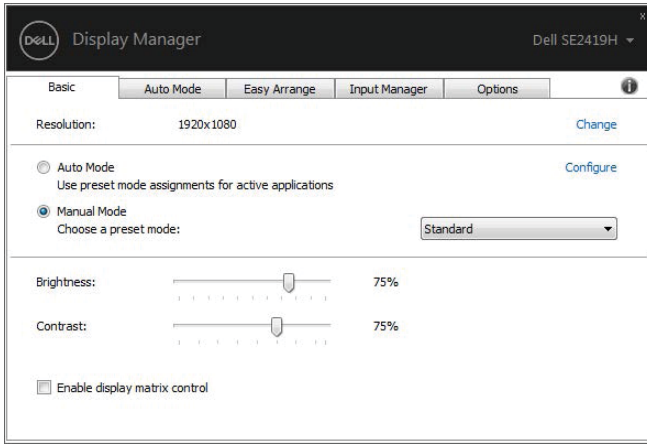 x
DELL Display Manager Dell SE2419H
Basic Auto Mode Easy Arrange Input Manager Options i
Resolution: 1920x1080 Change
Auto Mode Configure
Use preset mode assignments for active applications
Manual Mode
Choose a preset mode: Standard
Brightness: 75%
Contrast: 75%
Enable display matrix control